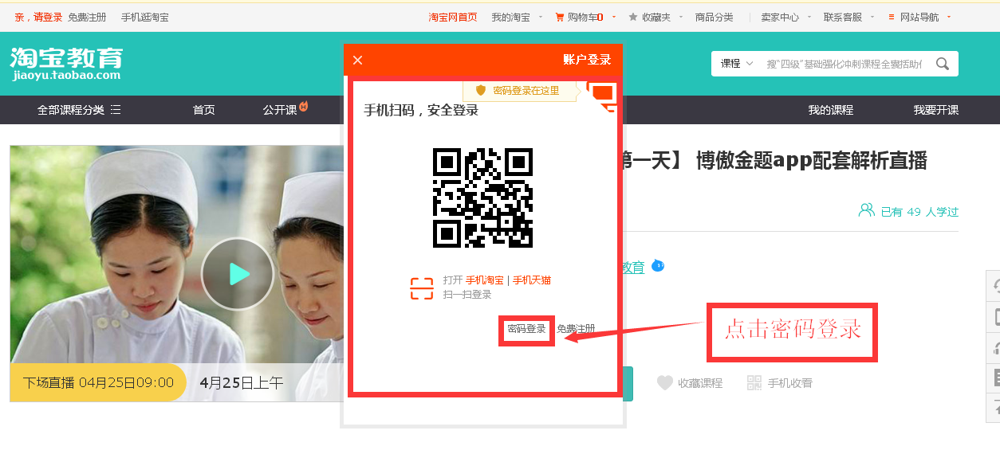 亲，请登录 免费注册 手机逛淘宝 淘宝网首页 我的淘宝 购物车0 收藏夹 商品分类 卖家中心 联系客服 网站导航
淘宝教育
jiaoyu.taobao.com
课程 搜“四级”基础强化冲刺课程全囊括助你
全部课程分类 首页 公开课 我的课程 我要开课
账户登录
密码登录在这里
手机扫码，安全登录
第一天】 博傲金题app配套解析直播
已有 49 人学过
教育
打开 手机淘宝 | 手机天猫
扫一扫登录
密码登录 免费注册
点击密码登录
下场直播 04月25日09:00 4月25日上午
收藏课程 手机收看